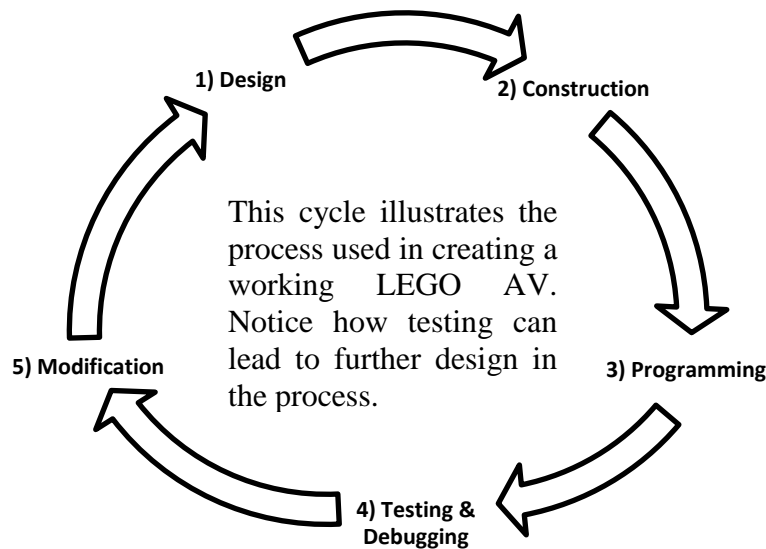 1) Design
2) Construction
This cycle illustrates the
process used in creating a
working LEGO AV.
Notice how testing can
lead to further design in
the process.
3) Programming
4) Testing &
Debugging
5) Modification